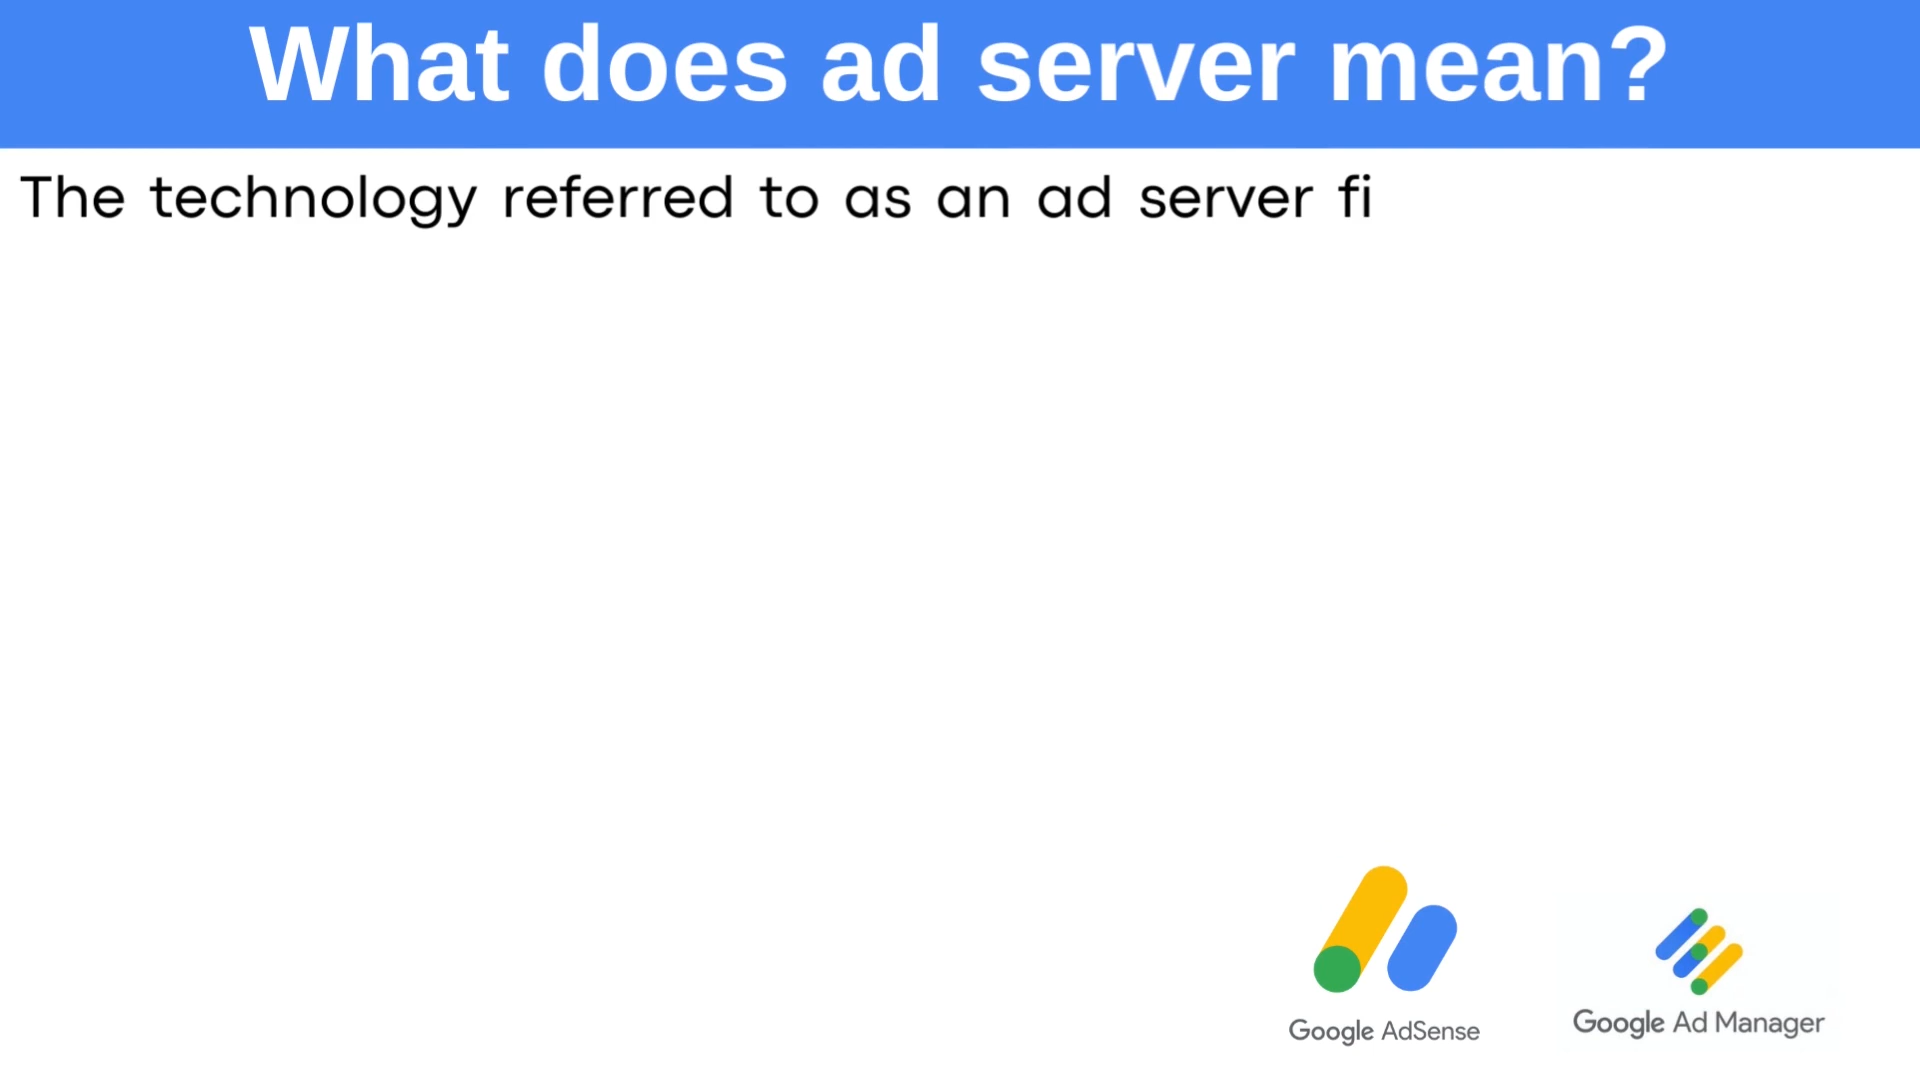 What does ad server mean?
The technology referred to as an ad server fi
Google AdSense
Google Ad Manager